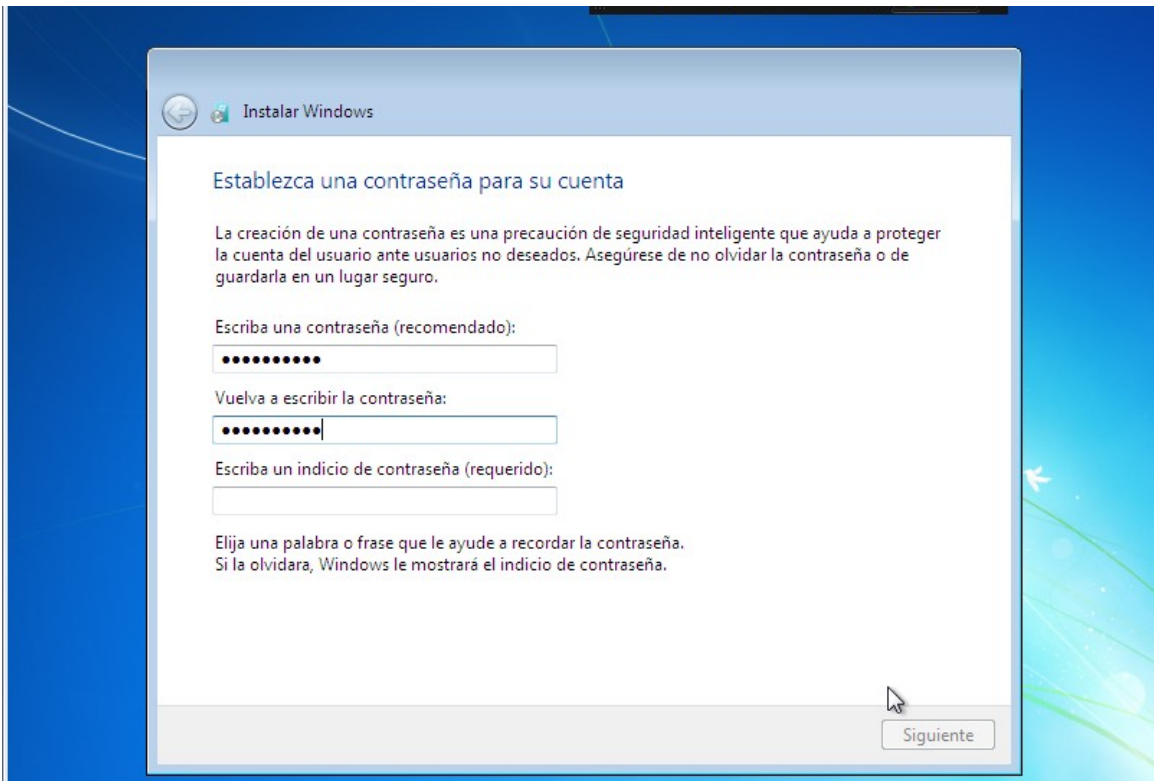 Instalar Windows
Establezca una contraseña para su cuenta
La creación de una contraseña es una precaución de seguridad inteligente que ayuda a proteger
la cuenta del usuario ante usuarios no deseados. Asegúrese de no olvidar la contraseña o de
guardarla en un lugar seguro.
Escriba una contraseña (recomendado):
••••••••••
Vuelva a escribir la contraseña:
••••••••••
Escriba un indicio de contraseña (requerido):
Elija una palabra o frase que le ayude a recordar la contraseña.
Si la olvidara, Windows le mostrará el indicio de contraseña.
Siguiente